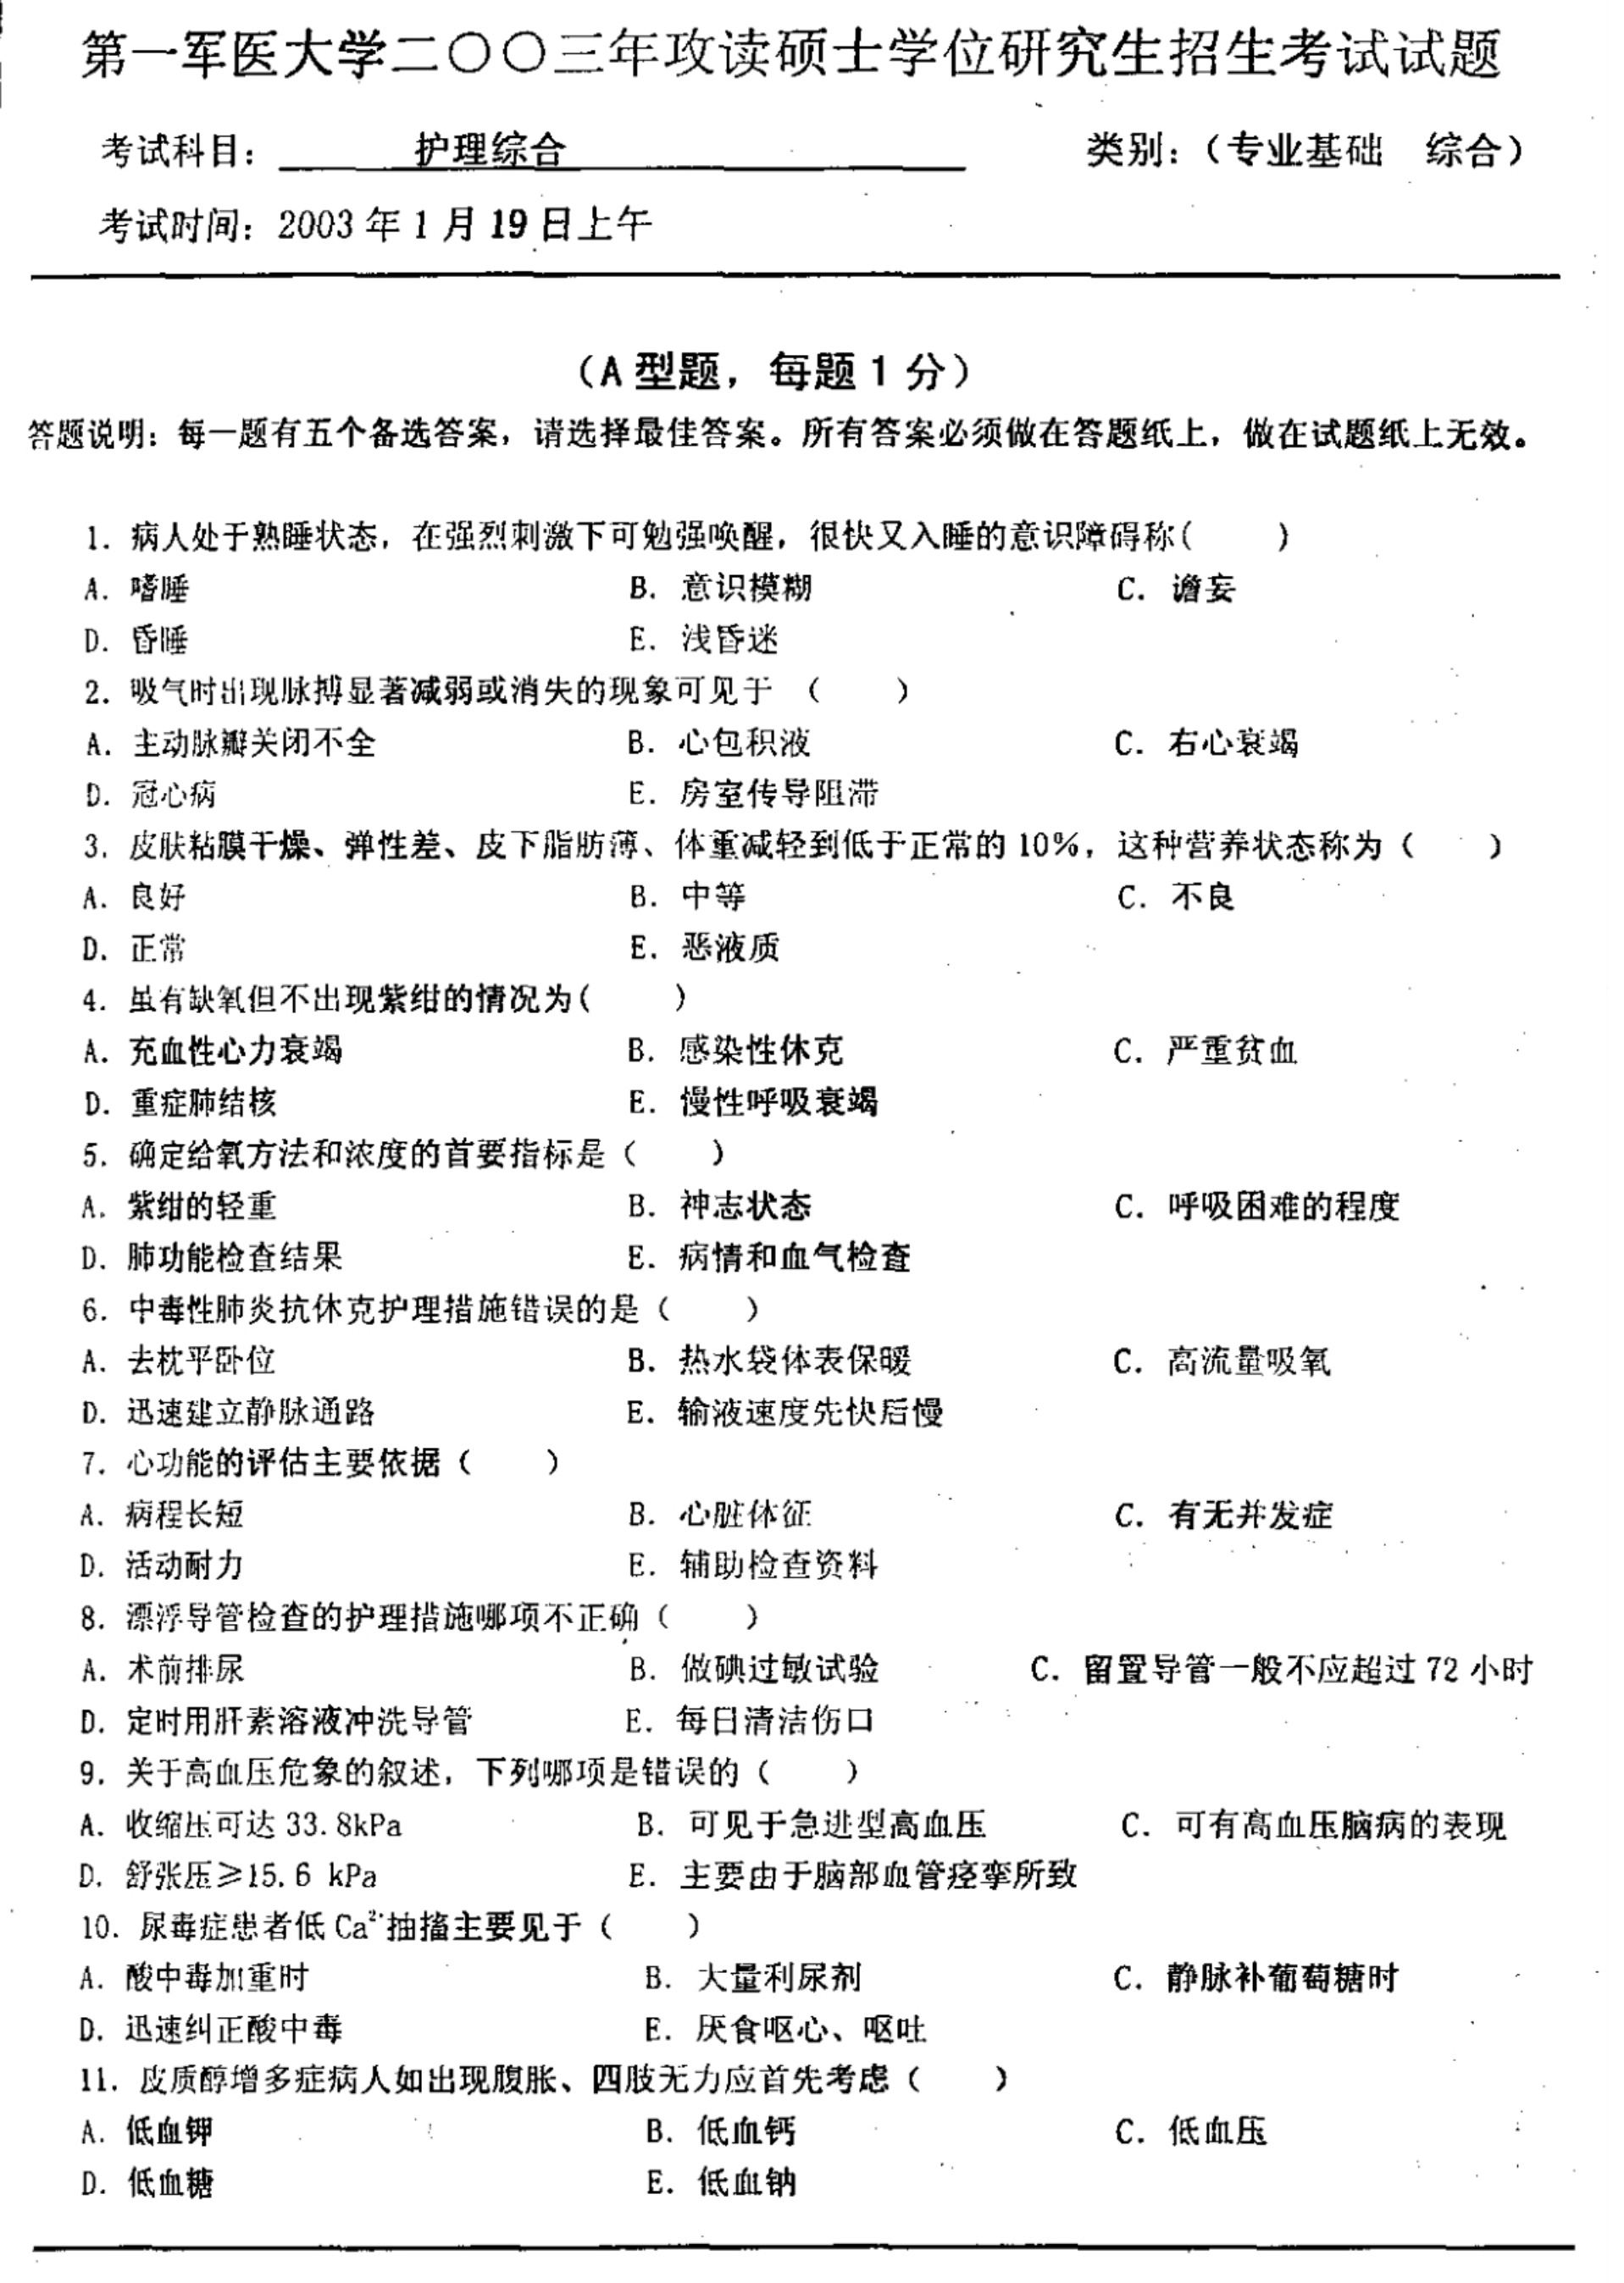 第一军医大学二〇〇三年攻读硕士学位研究生招生考试试题
考试科目： 护理综合 类别：（专业基础 综合）
考试时间：2003 年 1 月 19 日上午
（A 型题，每题 1 分）
答题说明：每一题有五个备选答案，请选择最佳答案。所有答案必须做在答题纸上，做在试题纸上无效。
1. 病人处于熟睡状态，在强烈刺激下可勉强唤醒，很快又入睡的意识障碍称( )
A. 嗜睡 B. 意识模糊 C. 谵妄
D. 昏睡 E. 浅昏迷
2. 吸气时出现脉搏显著减弱或消失的现象可见于 （ ）
A. 主动脉瓣关闭不全 B. 心包积液 C. 右心衰竭
D. 冠心病 E. 房室传导阻滞
3. 皮肤粘膜干燥、弹性差、皮下脂肪薄、体重减轻到低于正常的 10%，这种营养状态称为（ ）
A. 良好 B. 中等 C. 不良
D. 正常 E. 恶液质
4. 虽有缺氧但不出现紫绀的情况为( )
A. 充血性心力衰竭 B. 感染性休克 C. 严重贫血
D. 重症肺结核 E. 慢性呼吸衰竭
5. 确定给氧方法和浓度的首要指标是（ ）
A. 紫绀的轻重 B. 神志状态 C. 呼吸困难的程度
D. 肺功能检查结果 E. 病情和血气检查
6. 中毒性肺炎抗休克护理措施错误的是（ ）
A. 去枕平卧位 B. 热水袋体表保暖 C. 高流量吸氧
D. 迅速建立静脉通路 E. 输液速度先快后慢
7. 心功能的评估主要依据（ ）
A. 病程长短 B. 心脏体征 C. 有无并发症
D. 活动耐力 E. 辅助检查资料
8. 漂浮导管检查的护理措施哪项不正确（ ）
A. 术前排尿 B. 做碘过敏试验 C. 留置导管一般不应超过 72 小时
D. 定时用肝素溶液冲洗导管 E. 每日清洁伤口
9. 关于高血压危象的叙述，下列哪项是错误的（ ）
A. 收缩压可达 33.8kPa B. 可见于急进型高血压 C. 可有高血压脑病的表现
D. 舒张压≥15.6 kPa E. 主要由于脑部血管痉挛所致
10. 尿毒症患者低 Ca²⁺抽搐主要见于（ ）
A. 酸中毒加重时 B. 大量利尿剂 C. 静脉补葡萄糖时
D. 迅速纠正酸中毒 E. 厌食呕心、呕吐
11. 皮质醇增多症病人如出现腹胀、四肢无力应首先考虑（ ）
A. 低血钾 B. 低血钙 C. 低血压
D. 低血糖 E. 低血钠